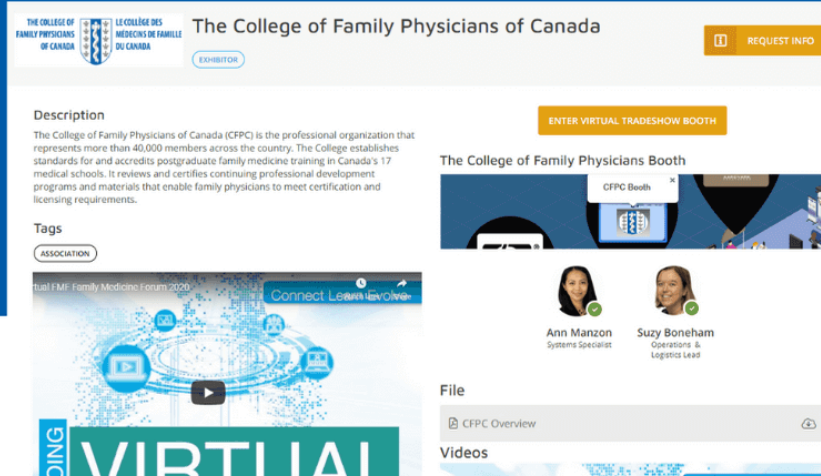 THE COLLEGE OF
FAMILY PHYSICIANS
OF CANADA
LE COLLÈGE DES
MÉDECINS DE FAMILLE
DU CANADA
The College of Family Physicians of Canada
EXHIBITOR
REQUEST INFO
Description
The College of Family Physicians of Canada (CFPC) is the professional organization that
represents more than 40,000 members across the country. The College establishes
standards for and accredits postgraduate family medicine training in Canada's 17
medical schools. It reviews and certifies continuing professional development
programs and materials that enable family physicians to meet certification and
licensing requirements.
Tags
ASSOCIATION
tual FMF Family Medicine Forum 2020
Connect Learn Evolve
DING
VIRTUAL
ENTER VIRTUAL TRADESHOW BOOTH
The College of Family Physicians Booth
CFPC Booth
Ann Manzon
Systems Specialist
Suzy Boneham
Operations &
Logistics Lead
File
CFPC Overview
Videos